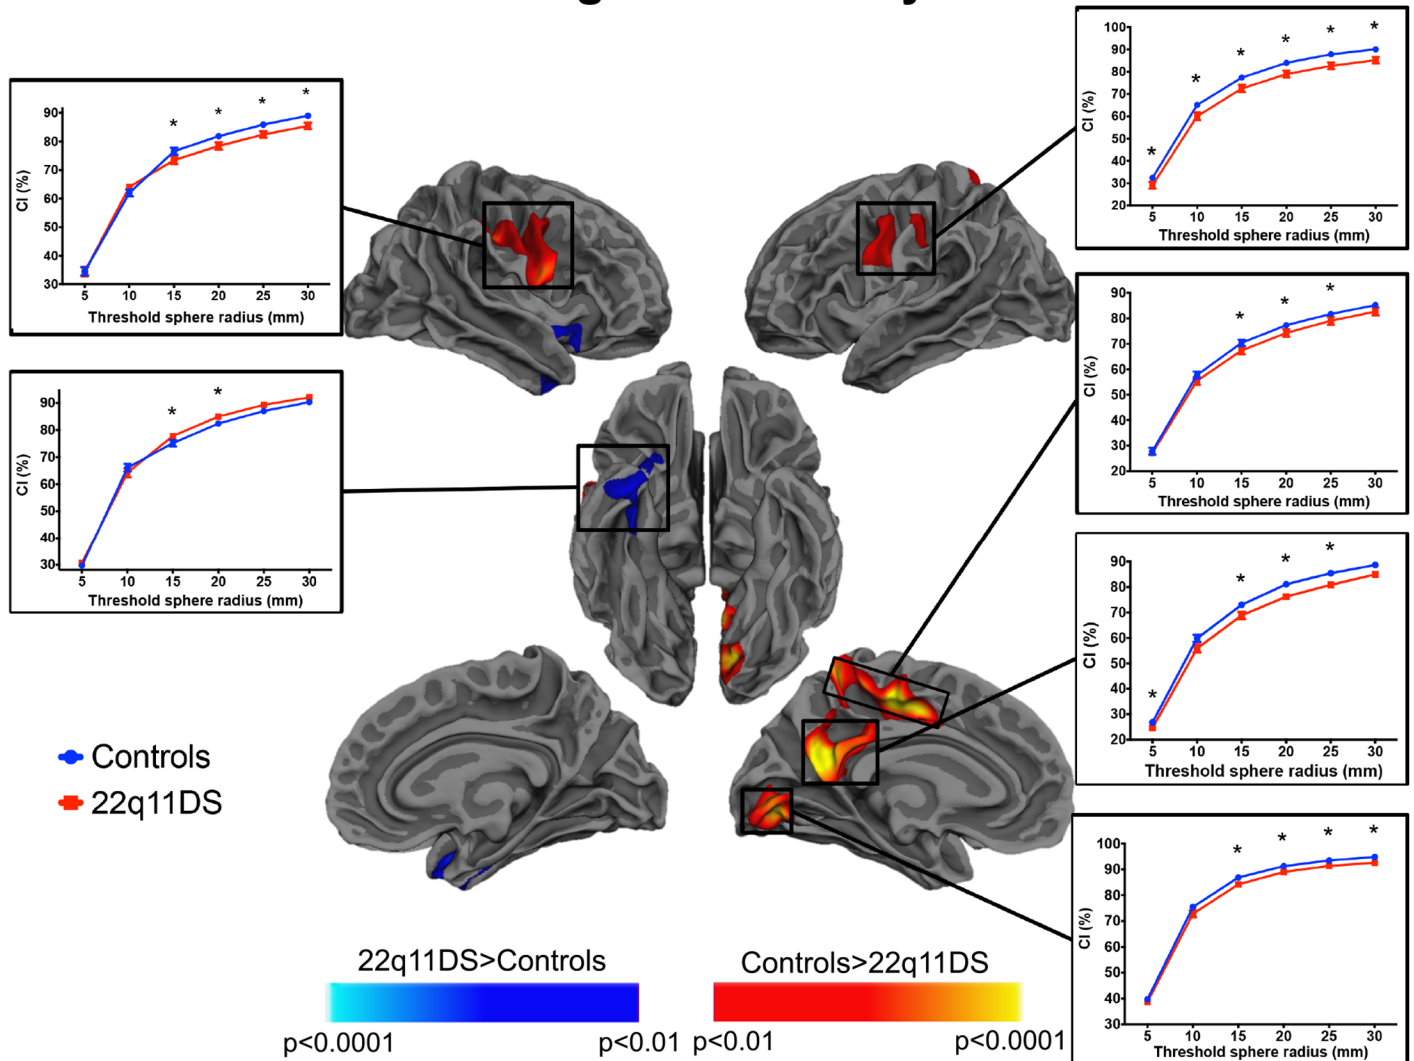 CI (%)
90
80
70
60
50
40
30
* * * *
5 10 15 20 25 30
Threshold sphere radius (mm)
CI (%)
100
90
80
70
60
50
40
30
20
* * * * * *
5 10 15 20 25 30
Threshold sphere radius (mm)
CI (%)
90
80
70
60
50
40
30
* *
5 10 15 20 25 30
Threshold sphere radius (mm)
CI (%)
90
80
70
60
50
40
30
20
* * *
5 10 15 20 25 30
Threshold sphere radius (mm)
CI (%)
90
80
70
60
50
40
30
20
* * * *
5 10 15 20 25 30
Threshold sphere radius (mm)
CI (%)
100
90
80
70
60
50
40
30
* * * *
5 10 15 20 25 30
Threshold sphere radius (mm)
Controls
22q11DS
22q11DS>Controls
p<0.0001 p<0.01
Controls>22q11DS
p<0.01 p<0.0001